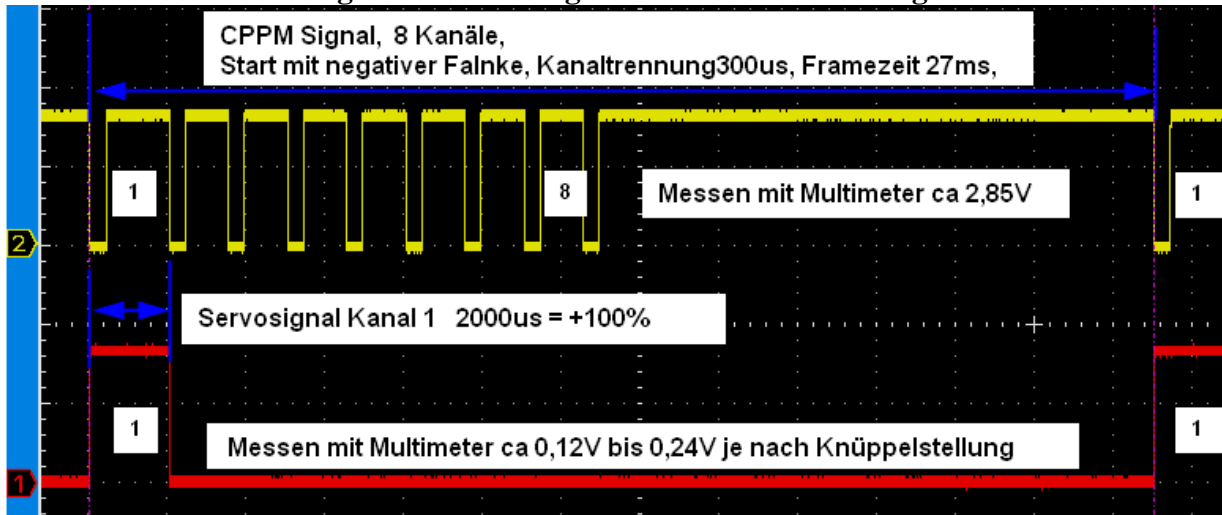 CPPM Signal, 8 Kanäle,
Start mit negativer Falnke, Kanaltrennung300us, Framezeit 27ms,
1
8
Messen mit Multimeter ca 2,85V
1
2
Servosignal Kanal 1 2000us = +100%
1
1
Messen mit Multimeter ca 0,12V bis 0,24V je nach Knüppelstellung
1